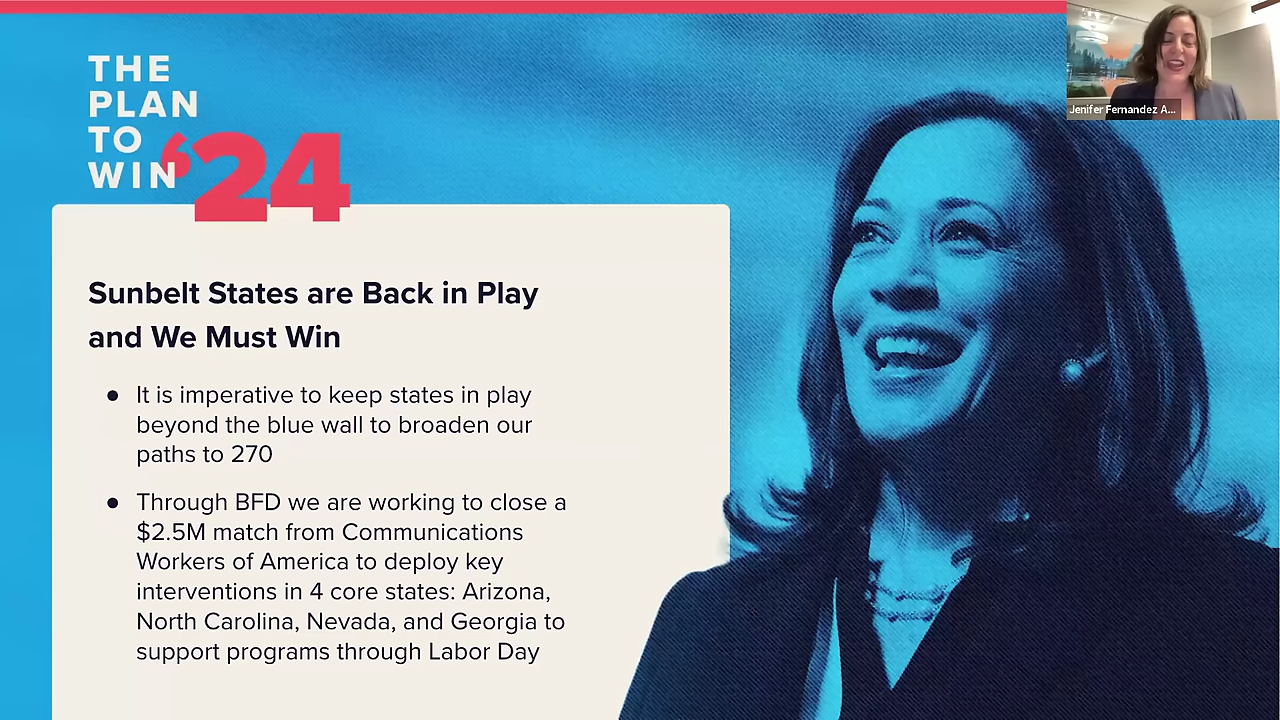 THE
PLAN
TO
WIN '24
Sunbelt States are Back in Play
and We Must Win
● It is imperative to keep states in play
beyond the blue wall to broaden our
paths to 270
● Through BFD we are working to close a
$2.5M match from Communications
Workers of America to deploy key
interventions in 4 core states: Arizona,
North Carolina, Nevada, and Georgia to
support programs through Labor Day
Jenifer Fernandez A...